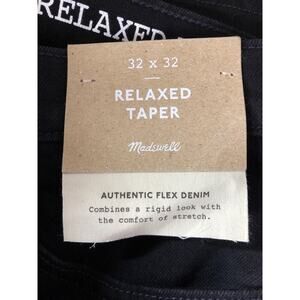 RELAXED
32 x 32
RELAXED
TAPER
Madewell
AUTHENTIC FLEX DENIM
Combines a rigid look with
the comfort of stretch.